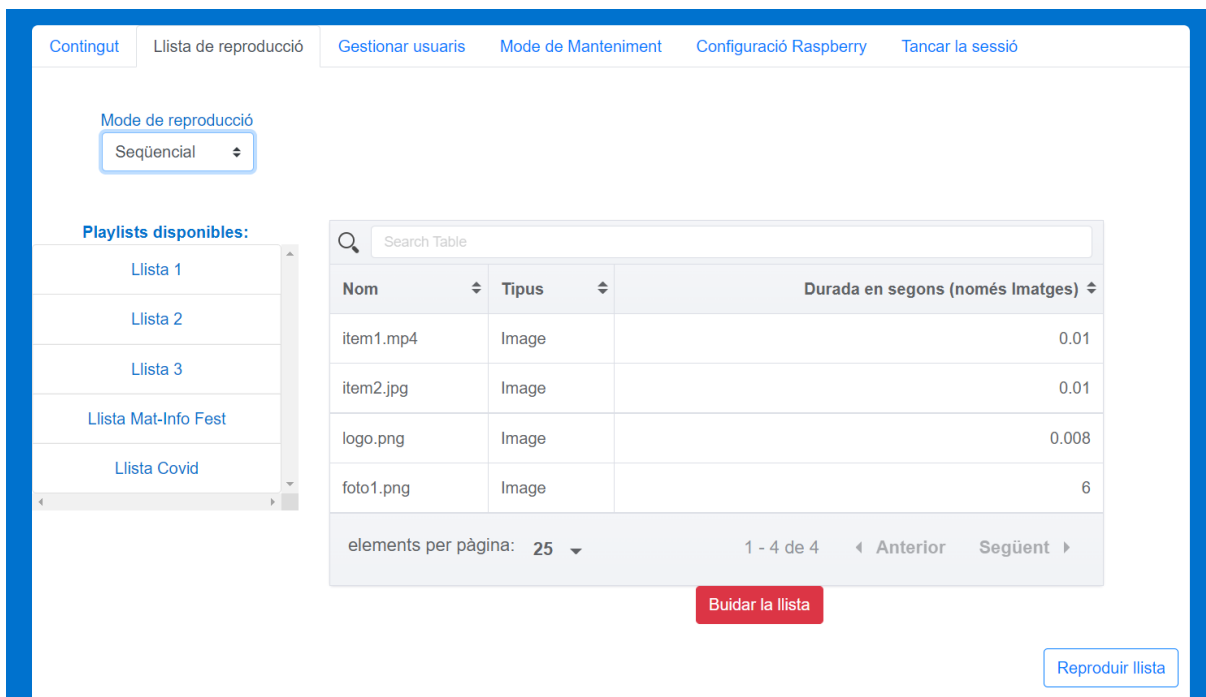 Contingut Llista de reproducció Gestionar usuaris Mode de Manteniment Configuració Raspberry Tancar la sessió
Mode de reproducció
Seqüencial
Playlists disponibles:
Llista 1
Llista 2
Llista 3
Llista Mat-Info Fest
Llista Covid
Search Table
Nom Tipus Durada en segons (només Imatges)
item1.mp4 Image 0.01
item2.jpg Image 0.01
logo.png Image 0.008
foto1.png Image 6
elements per pàgina: 25 1 - 4 de 4 Anterior Següent
Buidar la llista
Reproduir llista